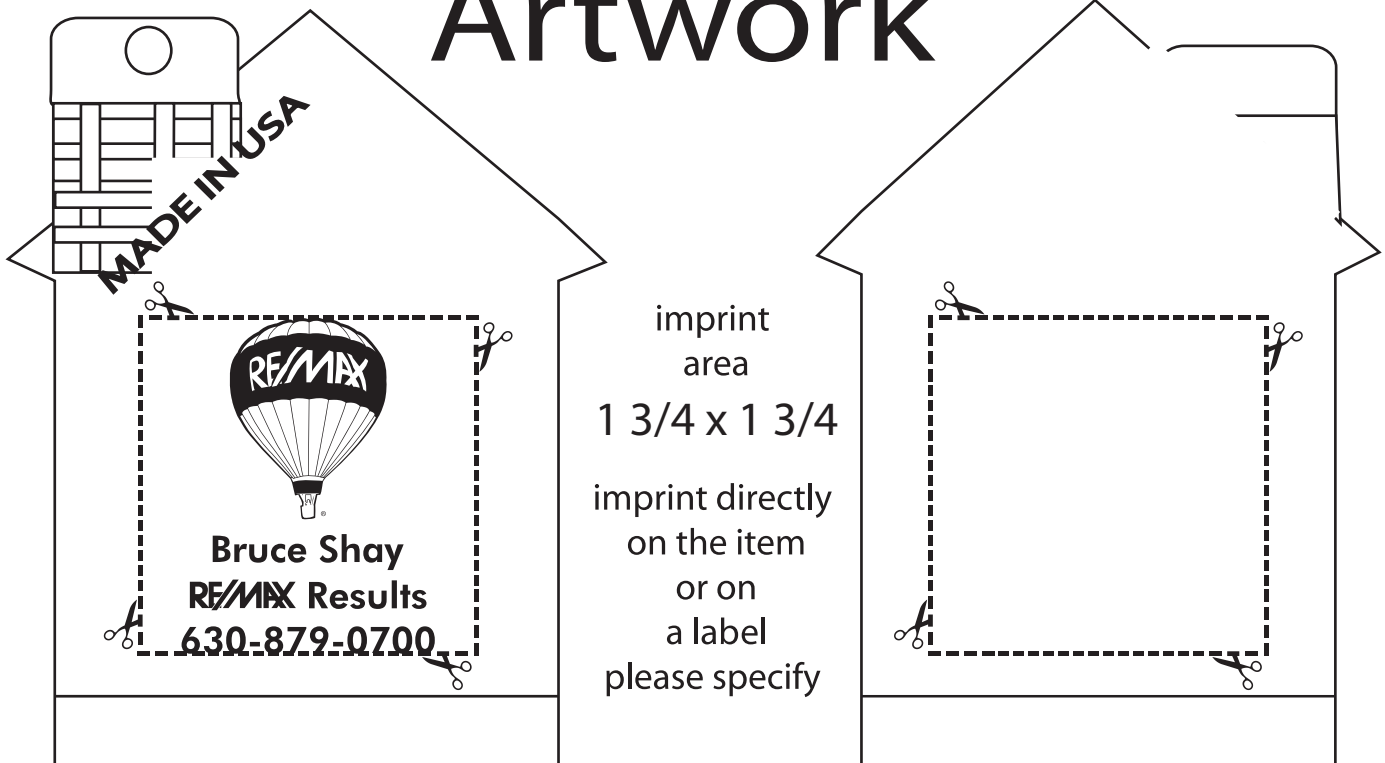 Artwork
MADE IN USA
RE/MAX
®
Bruce Shay
RE/MAX Results
630-879-0700
imprint
area
1 3/4 x 1 3/4
imprint directly
on the item
or on
a label
please specify